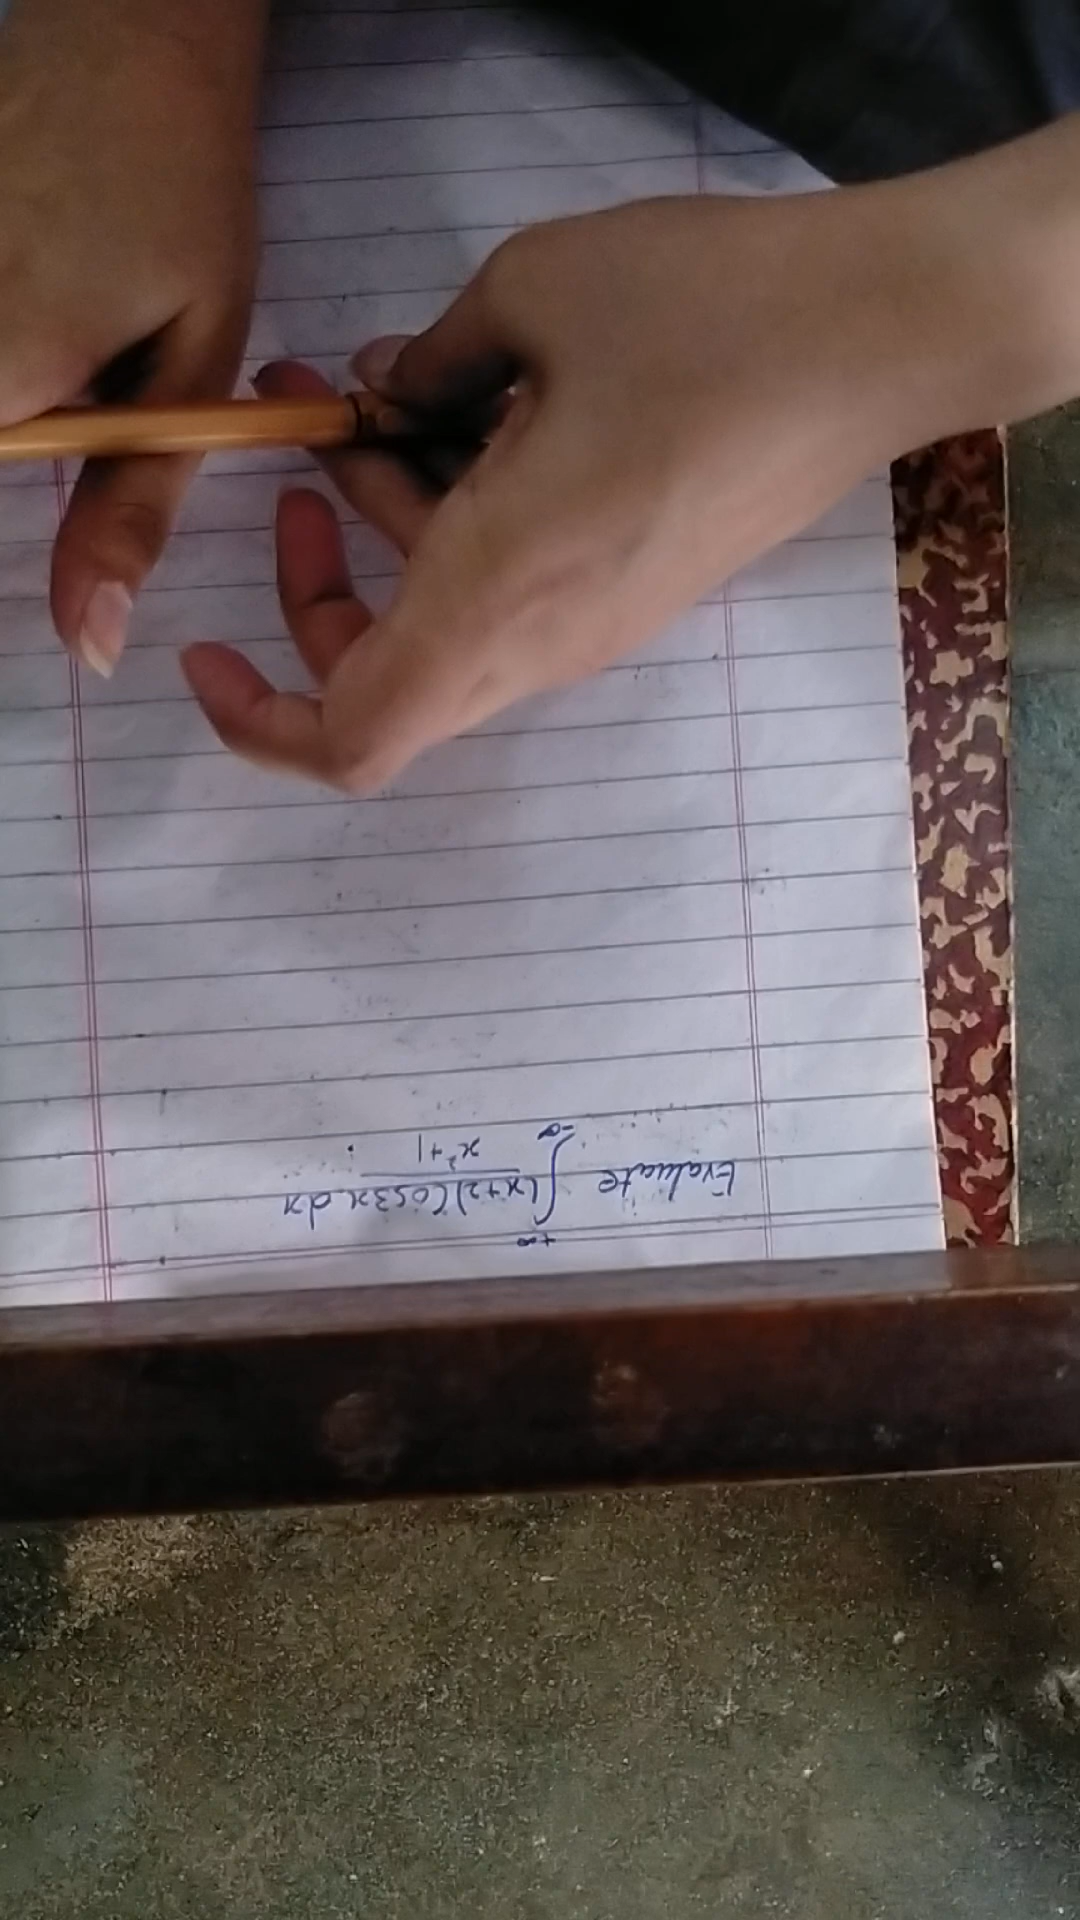 Evaluate ∫_{-∞}^{+∞} (x+2) Cos3x dx / x²+1